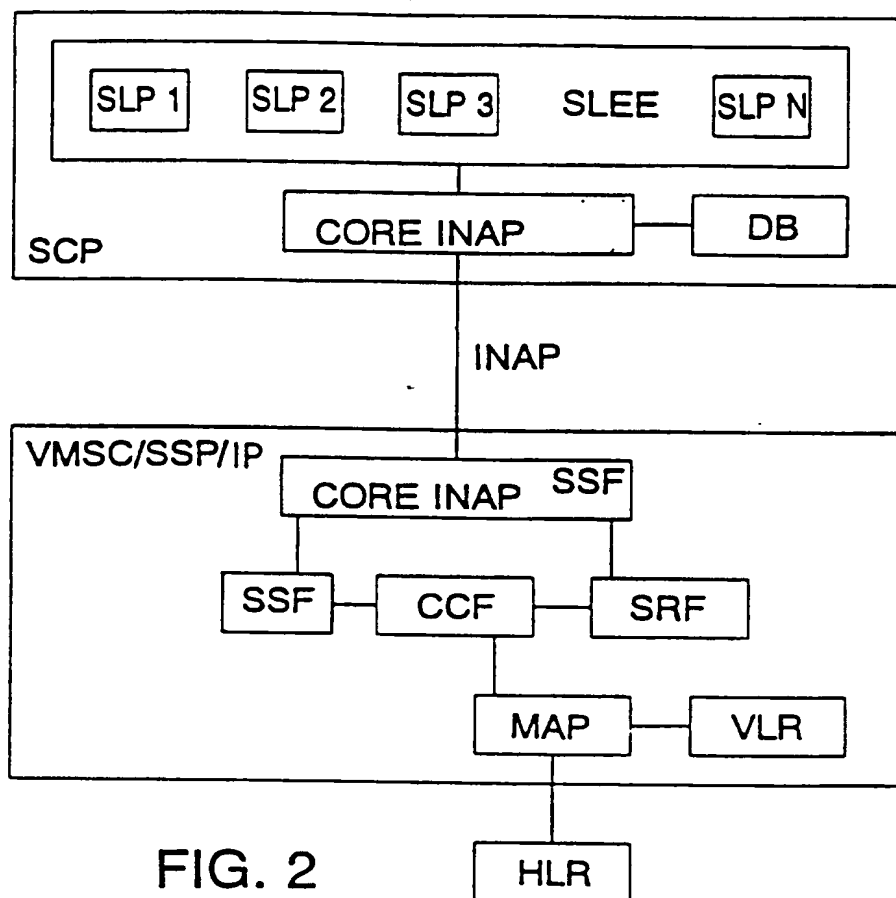 SLP 1
SLP 2
SLP 3
SLEE
SLP N
CORE INAP
DB
SCP
INAP
VMSC/SSP/IP
SSF
CORE INAP
SSF
CCF
SRF
MAP
VLR
HLR
FIG. 2